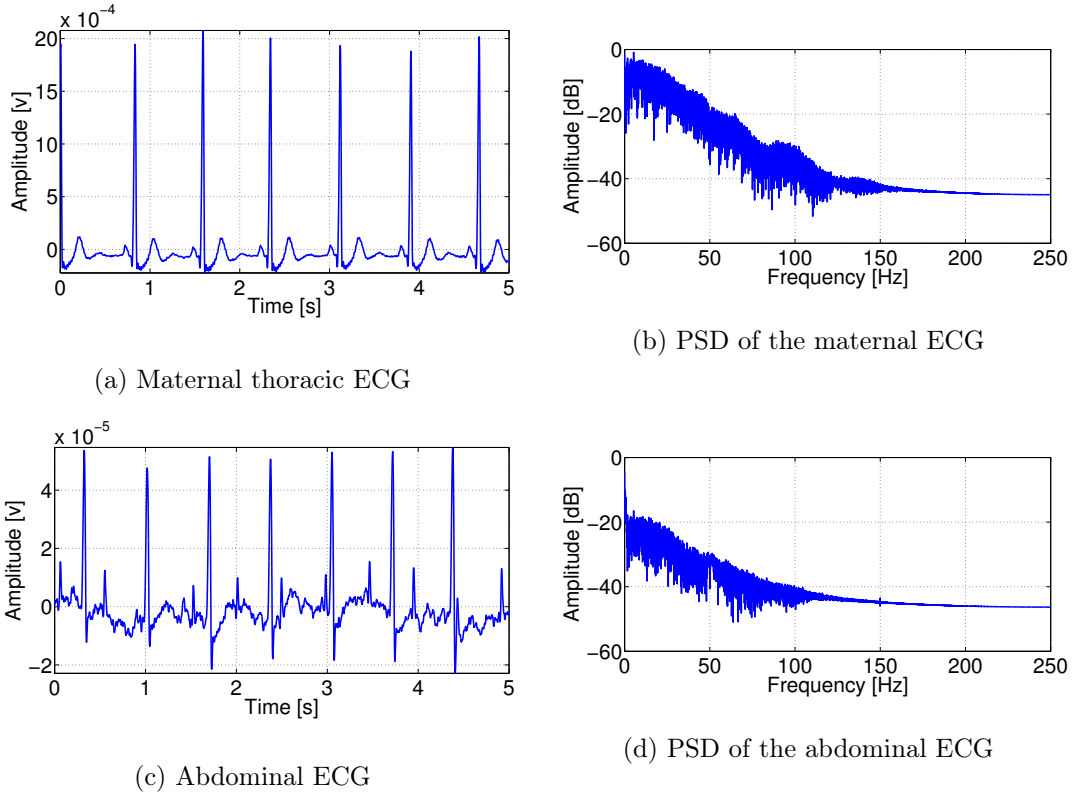 x 10⁻⁴
20
15
10
5
0
0 1 2 3 4 5
Amplitude [v]
Time [s]
(a) Maternal thoracic ECG
0
−20
−40
−60
0 50 100 150 200 250
Amplitude [dB]
Frequency [Hz]
(b) PSD of the maternal ECG
x 10⁻⁵
4
2
0
−2
0 1 2 3 4 5
Amplitude [v]
Time [s]
(c) Abdominal ECG
0
−20
−40
−60
0 50 100 150 200 250
Amplitude [dB]
Frequency [Hz]
(d) PSD of the abdominal ECG